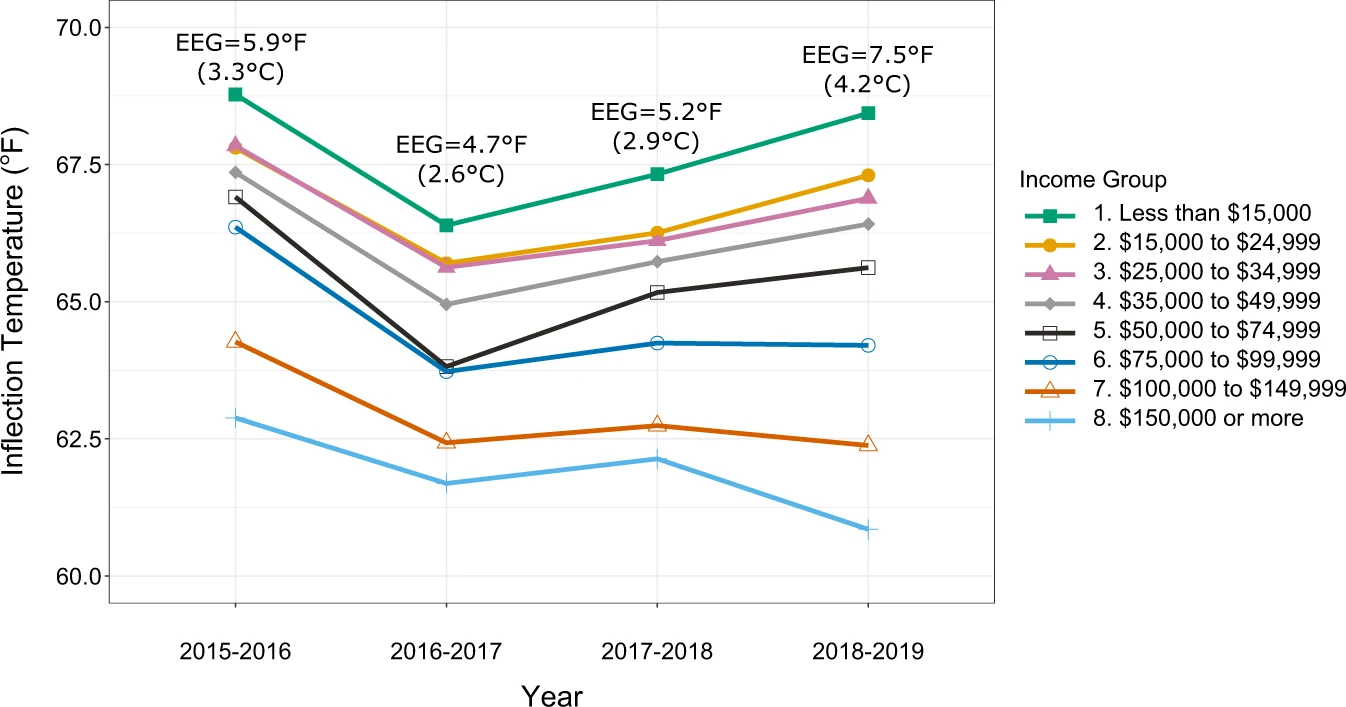 70.0
67.5
65.0
62.5
60.0
Inflection Temperature (°F)
EEG=5.9°F
(3.3°C)
EEG=4.7°F
(2.6°C)
EEG=5.2°F
(2.9°C)
EEG=7.5°F
(4.2°C)
2015-2016
2016-2017
2017-2018
2018-2019
Year
Income Group
1. Less than $15,000
2. $15,000 to $24,999
3. $25,000 to $34,999
4. $35,000 to $49,999
5. $50,000 to $74,999
6. $75,000 to $99,999
7. $100,000 to $149,999
8. $150,000 or more